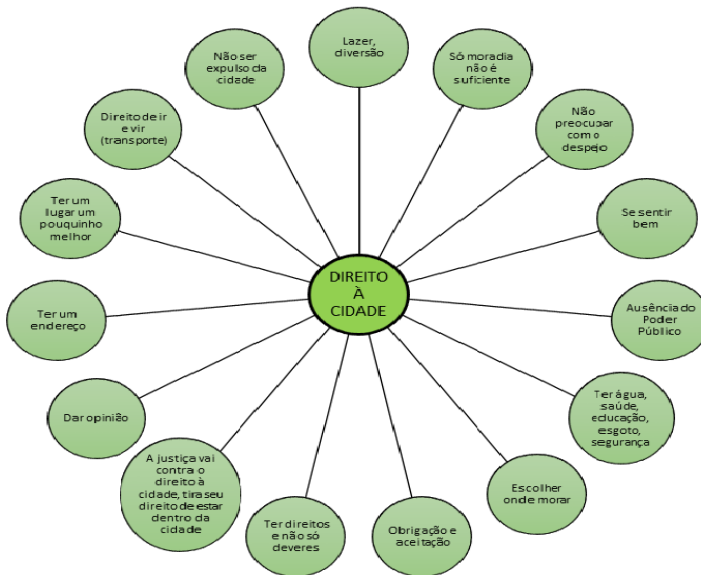 Lazer,
diversão
Só moradia
não é
suficiente
Não
preocupar
com o
despejo
Se sentir
bem
Ausência do
Poder
Público
Ter água,
saúde,
educação,
esgoto,
segurança
Escolher
onde morar
Obrigação e
aceitação
Ter direitos
e não só
deveres
A justiça vai
contra o
direito à
cidade, tira seu
direito de estar
dentro da
cidade
Dar opinião
Ter um
endereço
Ter um
lugar um
pouquinho
melhor
Direito de ir
e vir
(transporte)
Não ser
expulso da
cidade
DIREITO
À
CIDADE